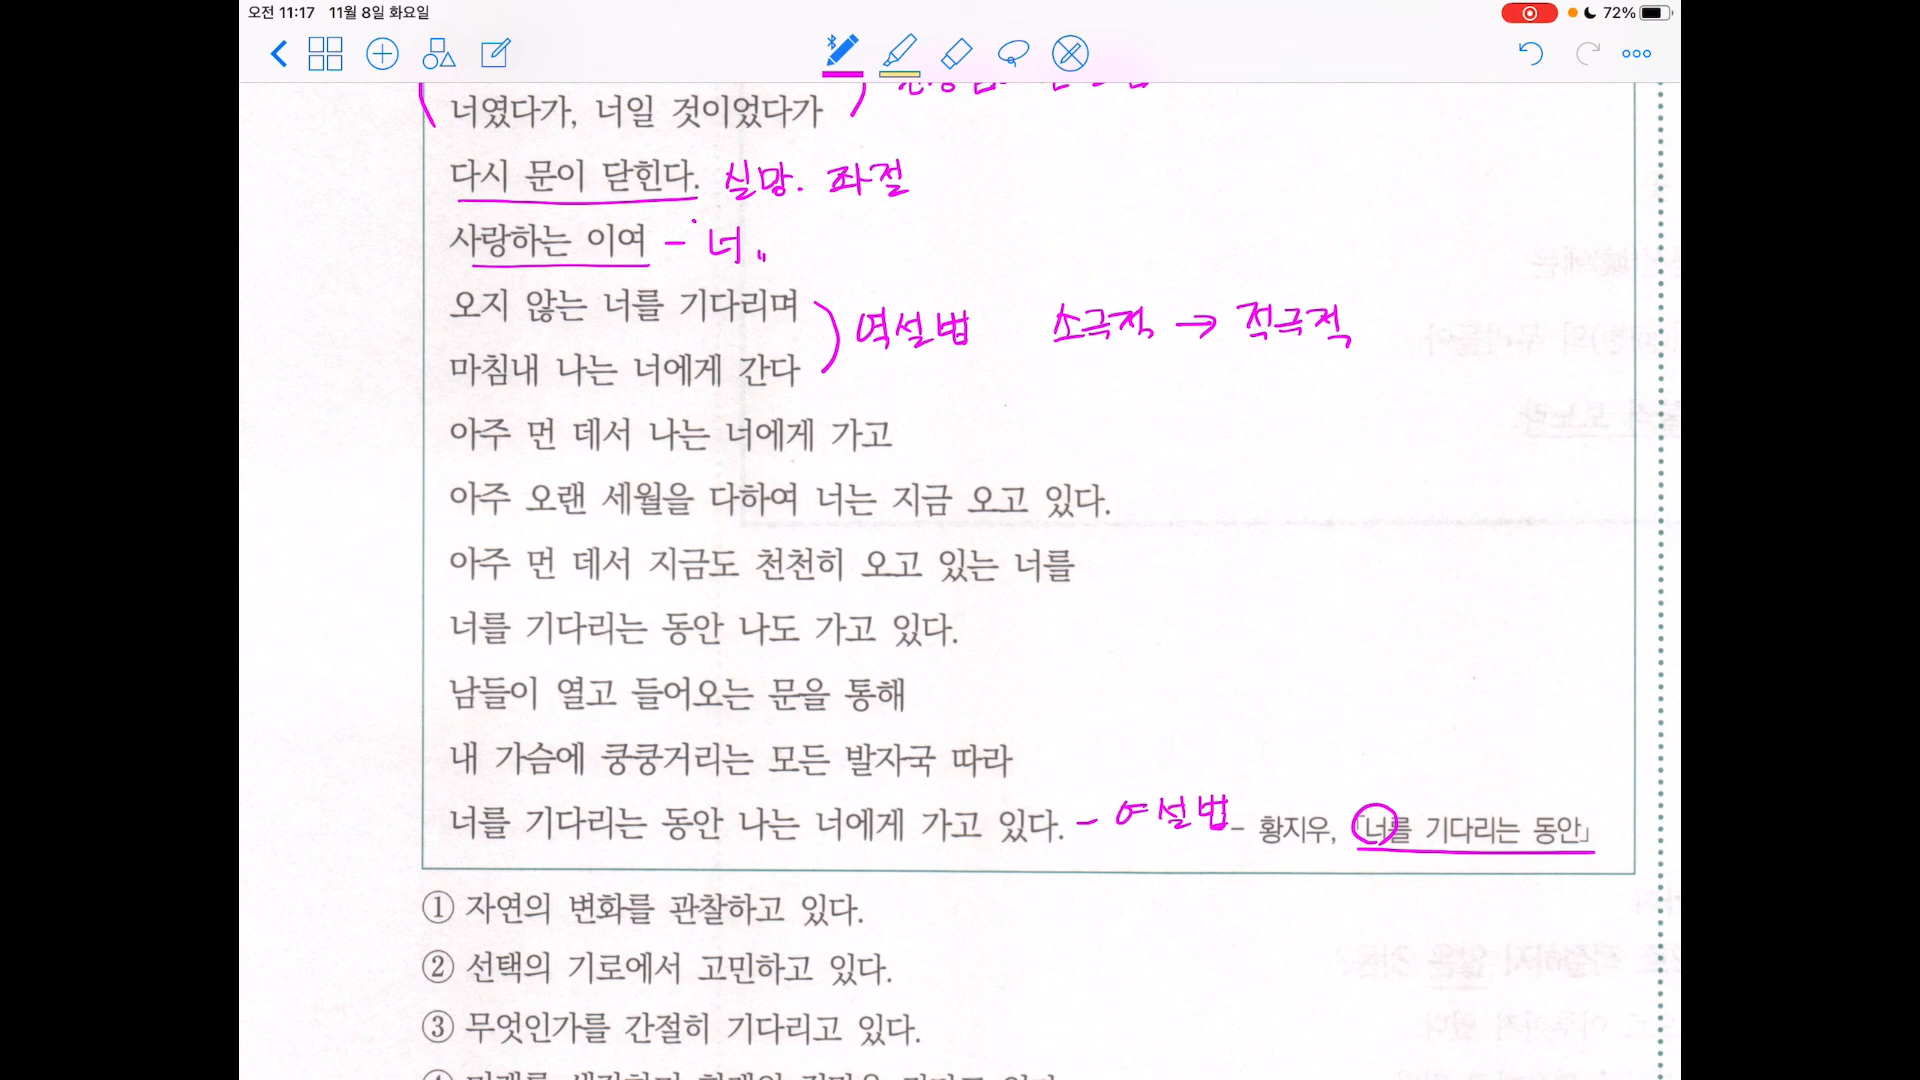 오전 11:17 11월 8일 화요일
72%
너였다가, 너일 것이었다가
다시 문이 닫힌다. 실망. 좌절
사랑하는 이여 - "너"
오지 않는 너를 기다리며
마침내 나는 너에게 간다
역설법 소극적 → 적극적
아주 먼 데서 나는 너에게 가고
아주 오랜 세월을 다하여 너는 지금 오고 있다.
아주 먼 데서 지금도 천천히 오고 있는 너를
너를 기다리는 동안 나도 가고 있다.
남들이 열고 들어오는 문을 통해
내 가슴에 쿵쿵거리는 모든 발자국 따라
너를 기다리는 동안 나는 너에게 가고 있다. - 역설법
- 황지우, 「너를 기다리는 동안」
① 자연의 변화를 관찰하고 있다.
② 선택의 기로에서 고민하고 있다.
③ 무엇인가를 간절히 기다리고 있다.